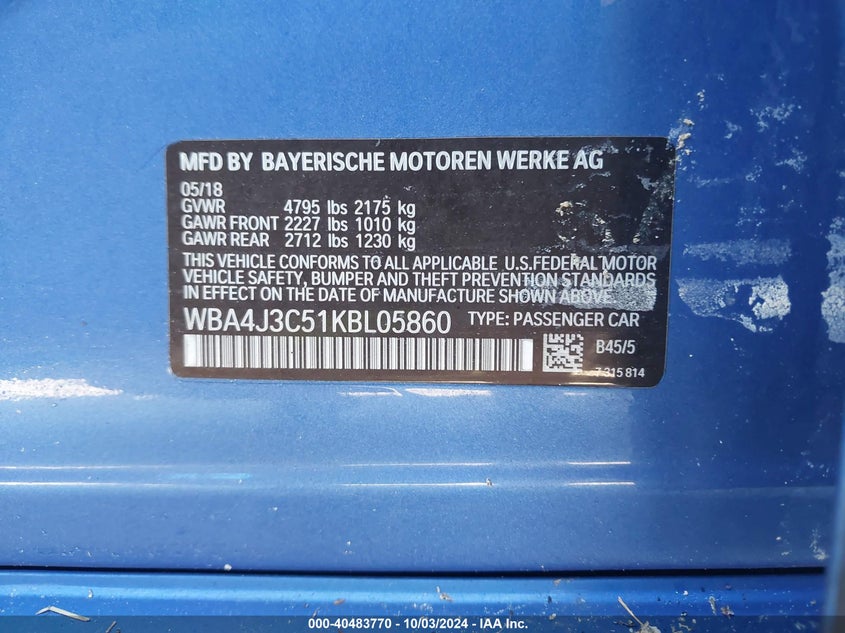 MFD BY BAYERISCHE MOTOREN WERKE AG
05/18
GVWR 4795 lbs 2175 kg
GAWR FRONT 2227 lbs 1010 kg
GAWR REAR 2712 lbs 1230 kg
THIS VEHICLE CONFORMS TO ALL APPLICABLE U.S.FEDERAL MOTOR
VEHICLE SAFETY, BUMPER AND THEFT PREVENTION STANDARDS
IN EFFECT ON THE DATE OF MANUFACTURE SHOWN ABOVE.
WBA4J3C51KBL05860 TYPE: PASSENGER CAR
B45/5
7 315 814
000-40483770 - 10/03/2024 - IAA Inc.